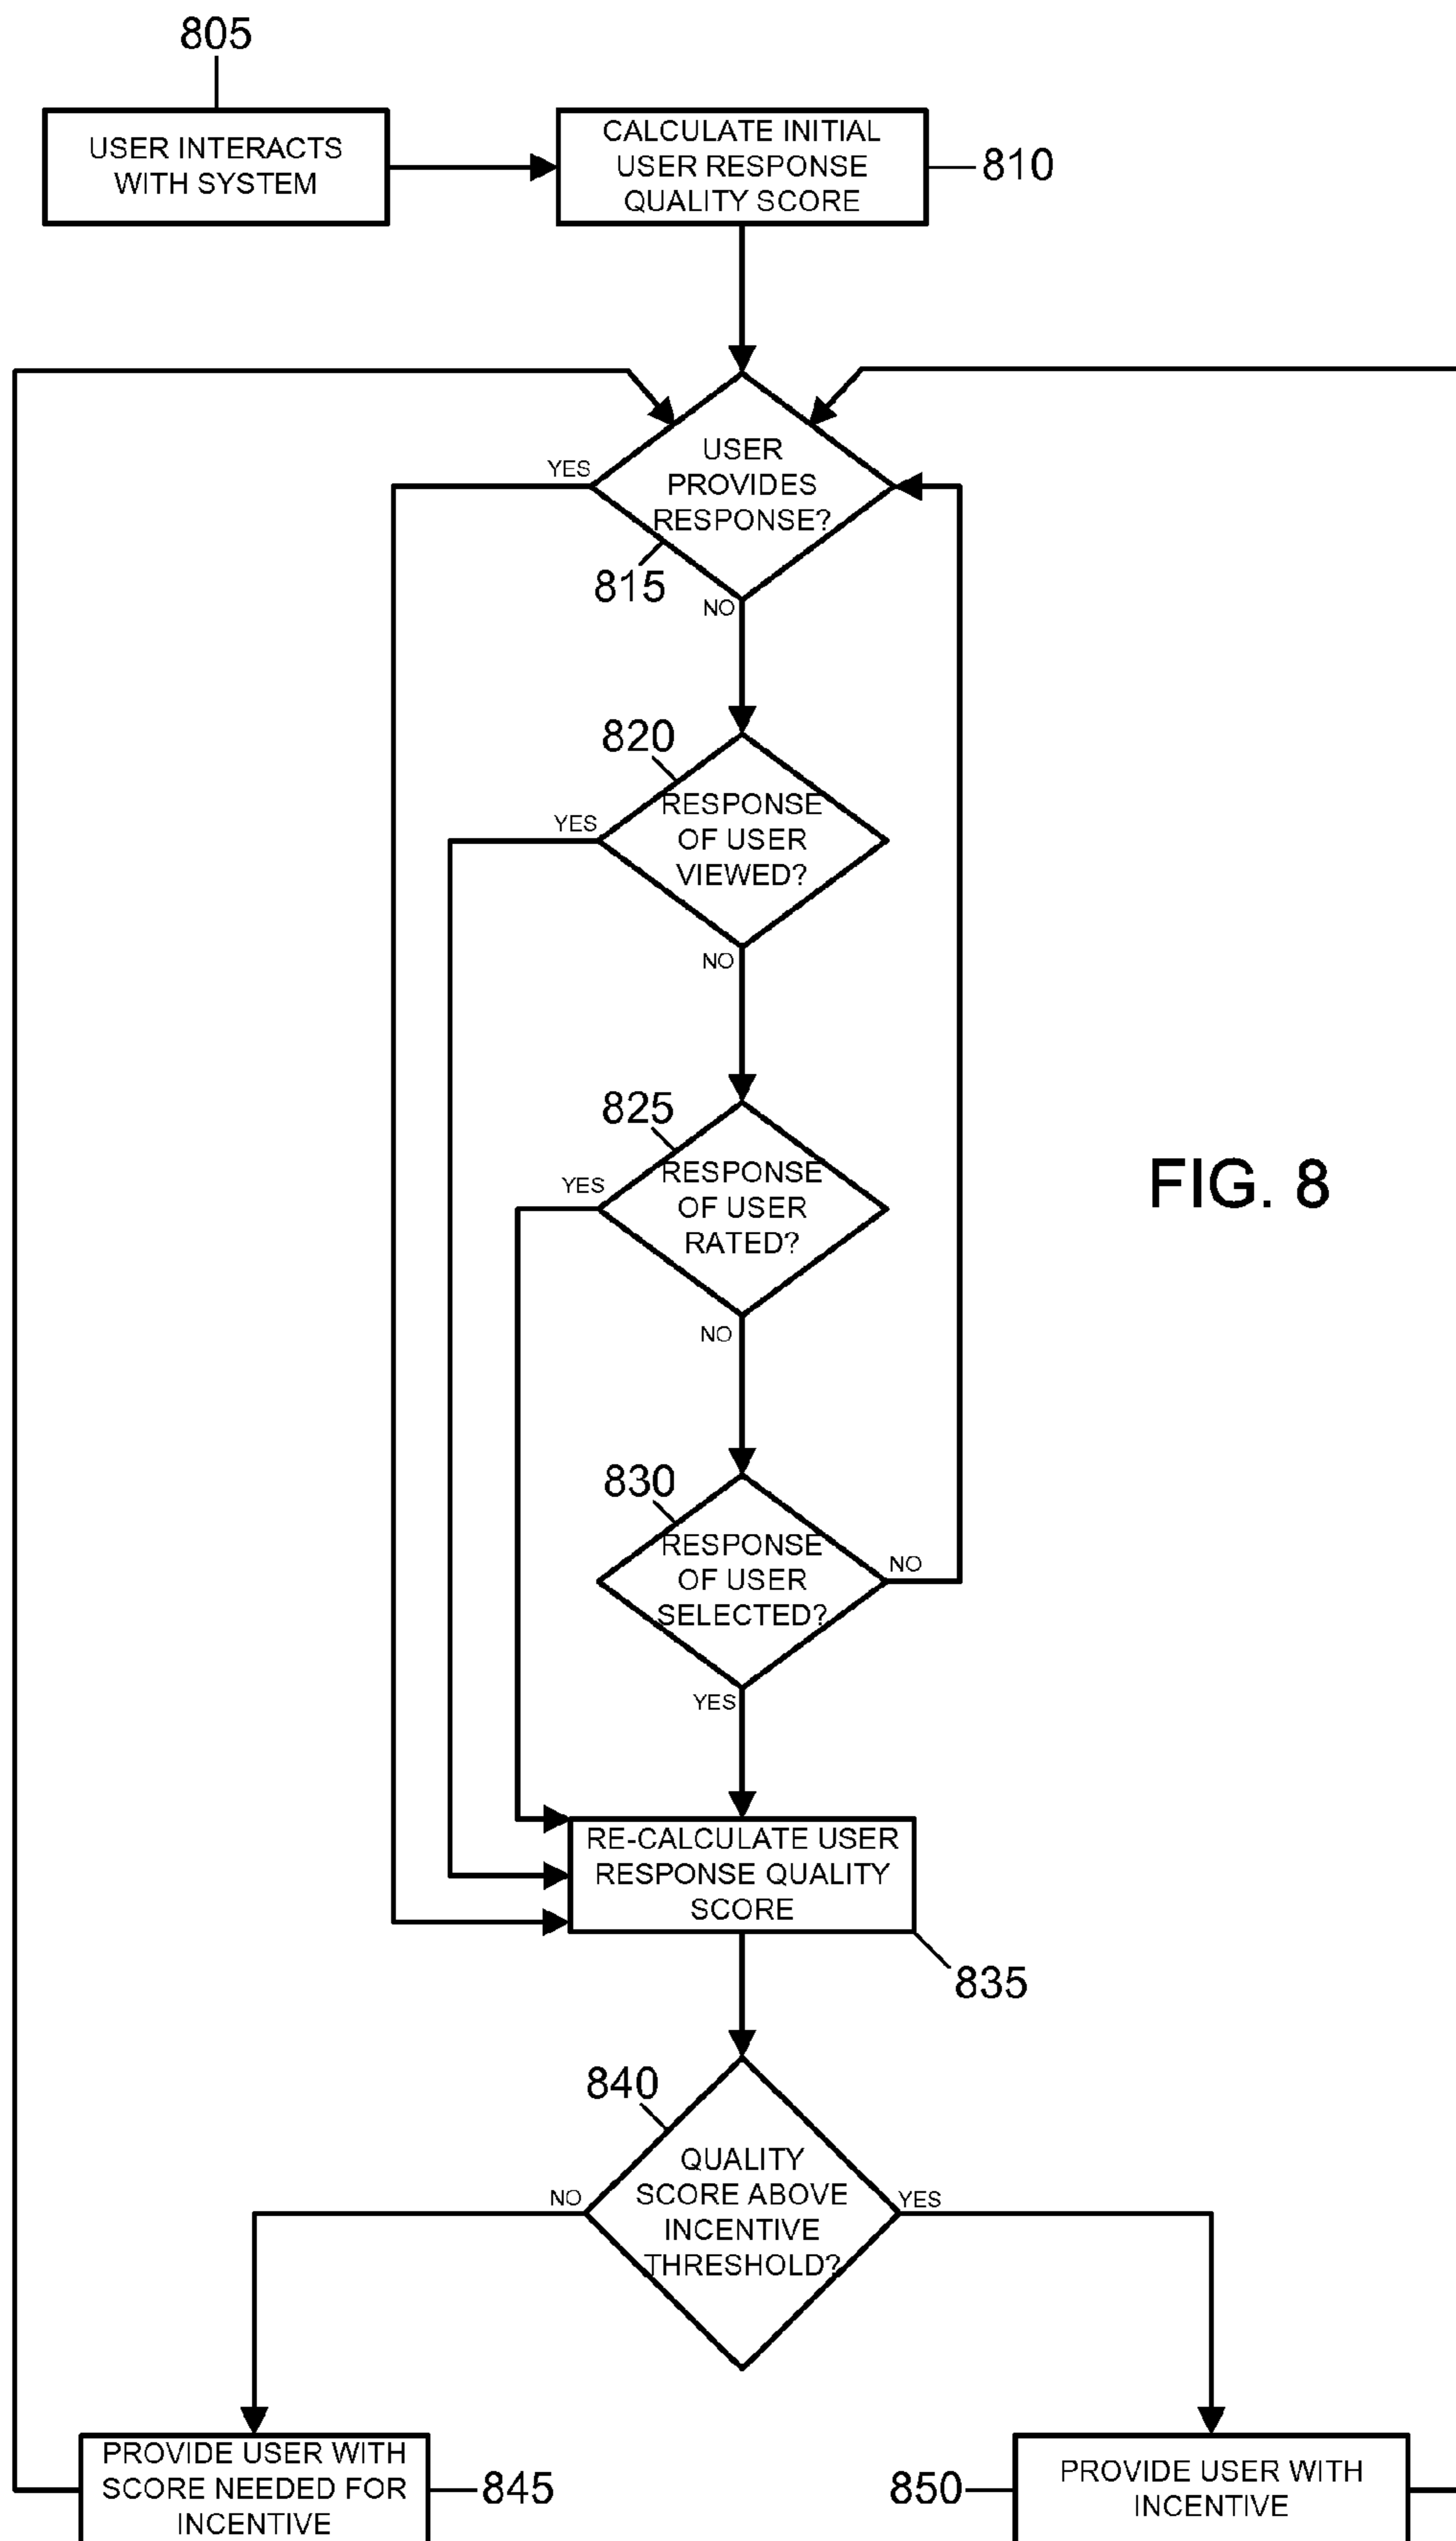 805
USER INTERACTS
WITH SYSTEM
CALCULATE INITIAL
USER RESPONSE
QUALITY SCORE
810
USER
PROVIDES
RESPONSE?
YES
815
NO
820
RESPONSE
OF USER
VIEWED?
YES
NO
825
RESPONSE
OF USER
RATED?
YES
NO
FIG. 8
830
RESPONSE
OF USER
SELECTED?
NO
YES
RE-CALCULATE USER
RESPONSE QUALITY
SCORE
835
840
QUALITY
SCORE ABOVE
INCENTIVE
THRESHOLD?
NO
YES
PROVIDE USER WITH
SCORE NEEDED FOR
INCENTIVE
845
850
PROVIDE USER WITH
INCENTIVE